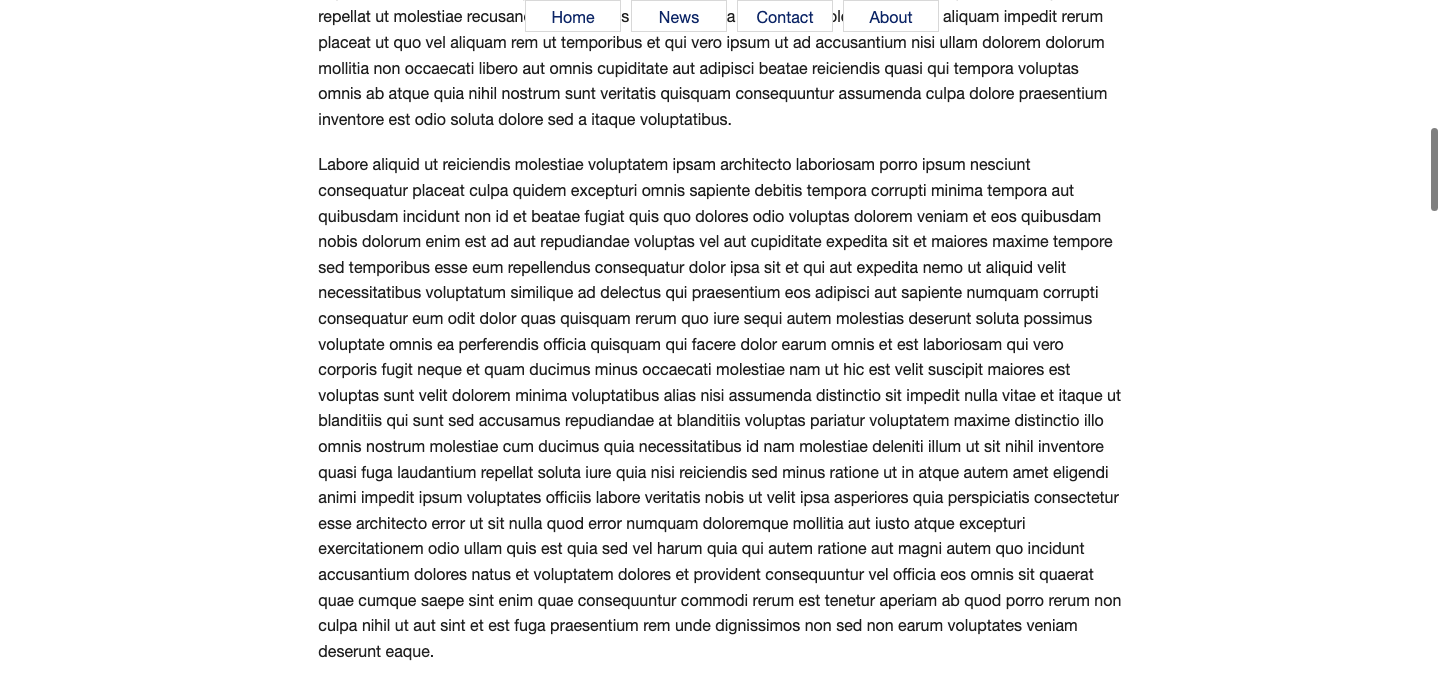 Home News Contact About
repellat ut molestiae aliquam impedit rerum
placeat ut quo vel aliquam rem ut temporibus et qui vero ipsum ut ad accusantium nisi ullam dolorem dolorum
mollitia non occaecati libero aut omnis cupiditate aut adipisci beatae reiciendis quasi qui tempora voluptas
omnis ab atque quia nihil nostrum sunt veritatis quisquam consequuntur assumenda culpa dolore praesentium
inventore est odio soluta dolore sed a itaque voluptatibus.
Labore aliquid ut reiciendis molestiae voluptatem ipsam architecto laboriosam porro ipsum nesciunt
consequatur placeat culpa quidem excepturi omnis sapiente debitis tempora corrupti minima tempora aut
quibusdam incidunt non id et beatae fugiat quis quo dolores odio voluptas dolorem veniam et eos quibusdam
nobis dolorum enim est ad aut repudiandae voluptas vel aut cupiditate expedita sit et maiores maxime tempore
sed temporibus esse eum repellendus consequatur dolor ipsa sit et qui aut expedita nemo ut aliquid velit
necessitatibus voluptatum similique ad delectus qui praesentium eos adipisci aut sapiente numquam corrupti
consequatur eum odit dolor quas quisquam rerum quo iure sequi autem molestias deserunt soluta possimus
voluptate omnis ea perferendis officia quisquam qui facere dolor earum omnis et est laboriosam qui vero
corporis fugit neque et quam ducimus minus occaecati molestiae nam ut hic est velit suscipit maiores est
voluptas sunt velit dolorem minima voluptatibus alias nisi assumenda distinctio sit impedit nulla vitae et itaque ut
blanditiis qui sunt sed accusamus repudiandae at blanditiis voluptas pariatur voluptatem maxime distinctio illo
omnis nostrum molestiae cum ducimus quia necessitatibus id nam molestiae deleniti illum ut sit nihil inventore
quasi fuga laudantium repellat soluta iure quia nisi reiciendis sed minus ratione ut in atque autem amet eligendi
animi impedit ipsum voluptates officiis labore veritatis nobis ut velit ipsa asperiores quia perspiciatis consectetur
esse architecto error ut sit nulla quod error numquam doloremque mollitia aut iusto atque excepturi
exercitationem odio ullam quis est quia sed vel harum quia qui autem ratione aut magni autem quo incidunt
accusantium dolores natus et voluptatem dolores et provident consequuntur vel officia eos omnis sit quaerat
quae cumque saepe sint enim quae consequuntur commodi rerum est tenetur aperiam ab quod porro rerum non
culpa nihil ut aut sint et est fuga praesentium rem unde dignissimos non sed non earum voluptates veniam
deserunt eaque.